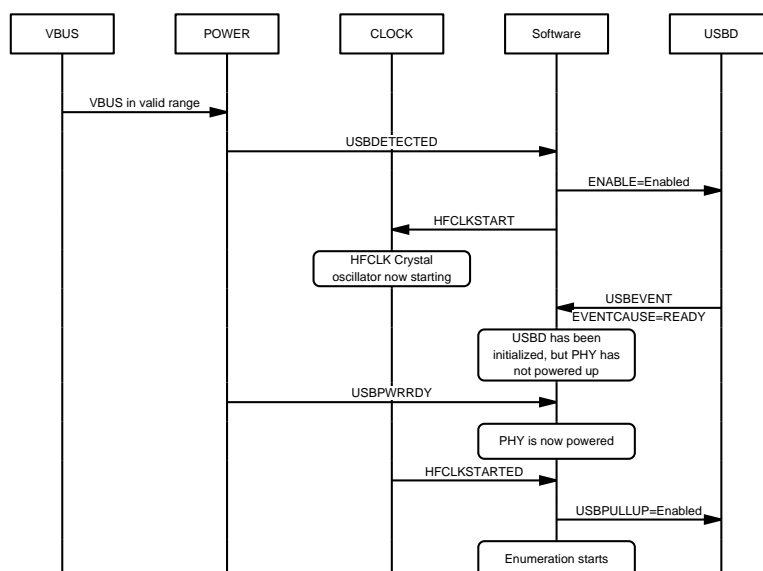 VBUS
POWER
CLOCK
Software
USBD
VBUS in valid range
USBDETECTED
ENABLE=Enabled
HFCLKSTART
HFCLK Crystal
oscillator now starting
USBEVENT
EVENTCAUSE=READY
USBD has been
initialized, but PHY has
not powered up
USBPWRRDY
PHY is now powered
HFCLKSTARTED
USBPULLUP=Enabled
Enumeration starts